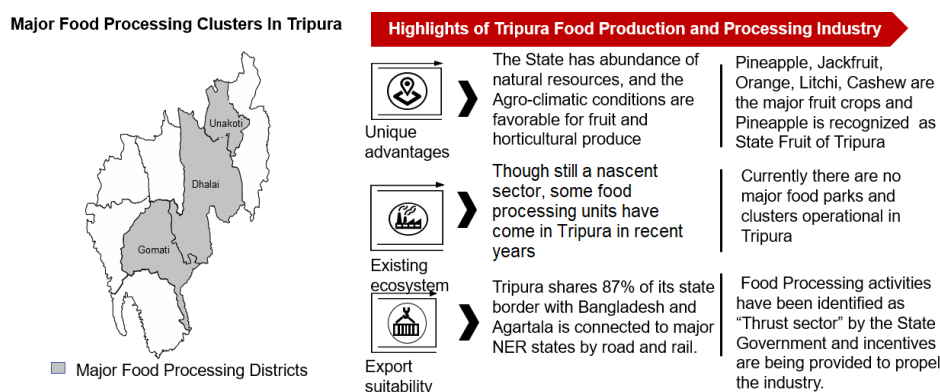 Major Food Processing Clusters In Tripura
Unakoti
Dhalai
Gomati
Major Food Processing Districts
Highlights of Tripura Food Production and Processing Industry
Unique
advantages
The State has abundance of
natural resources, and the
Agro-climatic conditions are
favorable for fruit and
horticultural produce
Pineapple, Jackfruit,
Orange, Litchi, Cashew are
the major fruit crops and
Pineapple is recognized as
State Fruit of Tripura
Existing
ecosystem
Though still a nascent
sector, some food
processing units have
come in Tripura in recent
years
Currently there are no
major food parks and
clusters operational in
Tripura
Export
suitability
Tripura shares 87% of its state
border with Bangladesh and
Agartala is connected to major
NER states by road and rail.
Food Processing activities
have been identified as
“Thrust sector” by the State
Government and incentives
are being provided to propel
the industry.